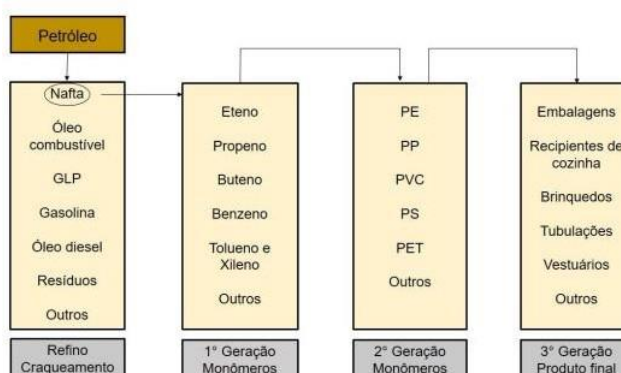 Petróleo
Nafta
Óleo
combustível
GLP
Gasolina
Óleo diesel
Resíduos
Outros
Refino
Craqueamento
Eteno
Propeno
Buteno
Benzeno
Tolueno e
Xileno
Outros
1° Geração
Monômeros
PE
PP
PVC
PS
PET
Outros
2° Geração
Monômeros
Embalagens
Recipientes de
cozinha
Brinquedos
Tubulações
Vestuários
Outros
3° Geração
Produto final